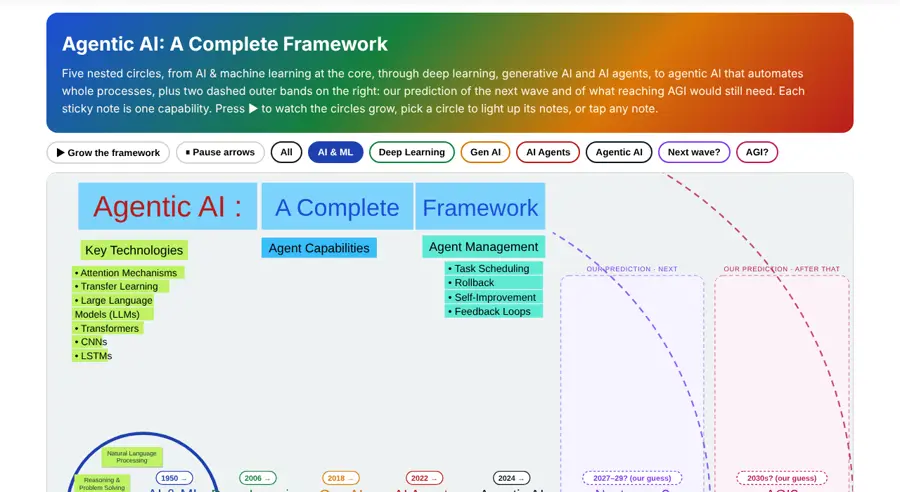 Agentic AI: A Complete Framework
Five nested circles, from AI & machine learning at the core, through deep learning, generative AI and AI agents, to agentic AI that automates
whole processes, plus two dashed outer bands on the right: our prediction of the next wave and of what reaching AGI would still need. Each
sticky note is one capability. Press ▶ to watch the circles grow, pick a circle to light up its notes, or tap any note.
▶ Grow the framework
⏸ Pause arrows
All
AI & ML
Deep Learning
Gen AI
AI Agents
Agentic AI
Next wave?
AGI?
Agentic AI :
A Complete
Framework
Key Technologies
• Attention Mechanisms
• Transfer Learning
• Large Language
Models (LLMs)
• Transformers
• CNNs
• LSTMs
Agent Capabilities
Agent Management
• Task Scheduling
• Rollback
• Self-Improvement
• Feedback Loops
OUR PREDICTION · NEXT
OUR PREDICTION · AFTER THAT
Natural Language
Processing
Reasoning &
Problem Solving
1950 →
2006 →
2018 →
2022 →
2024 →
2027–29? (our guess)
2030s? (our guess)